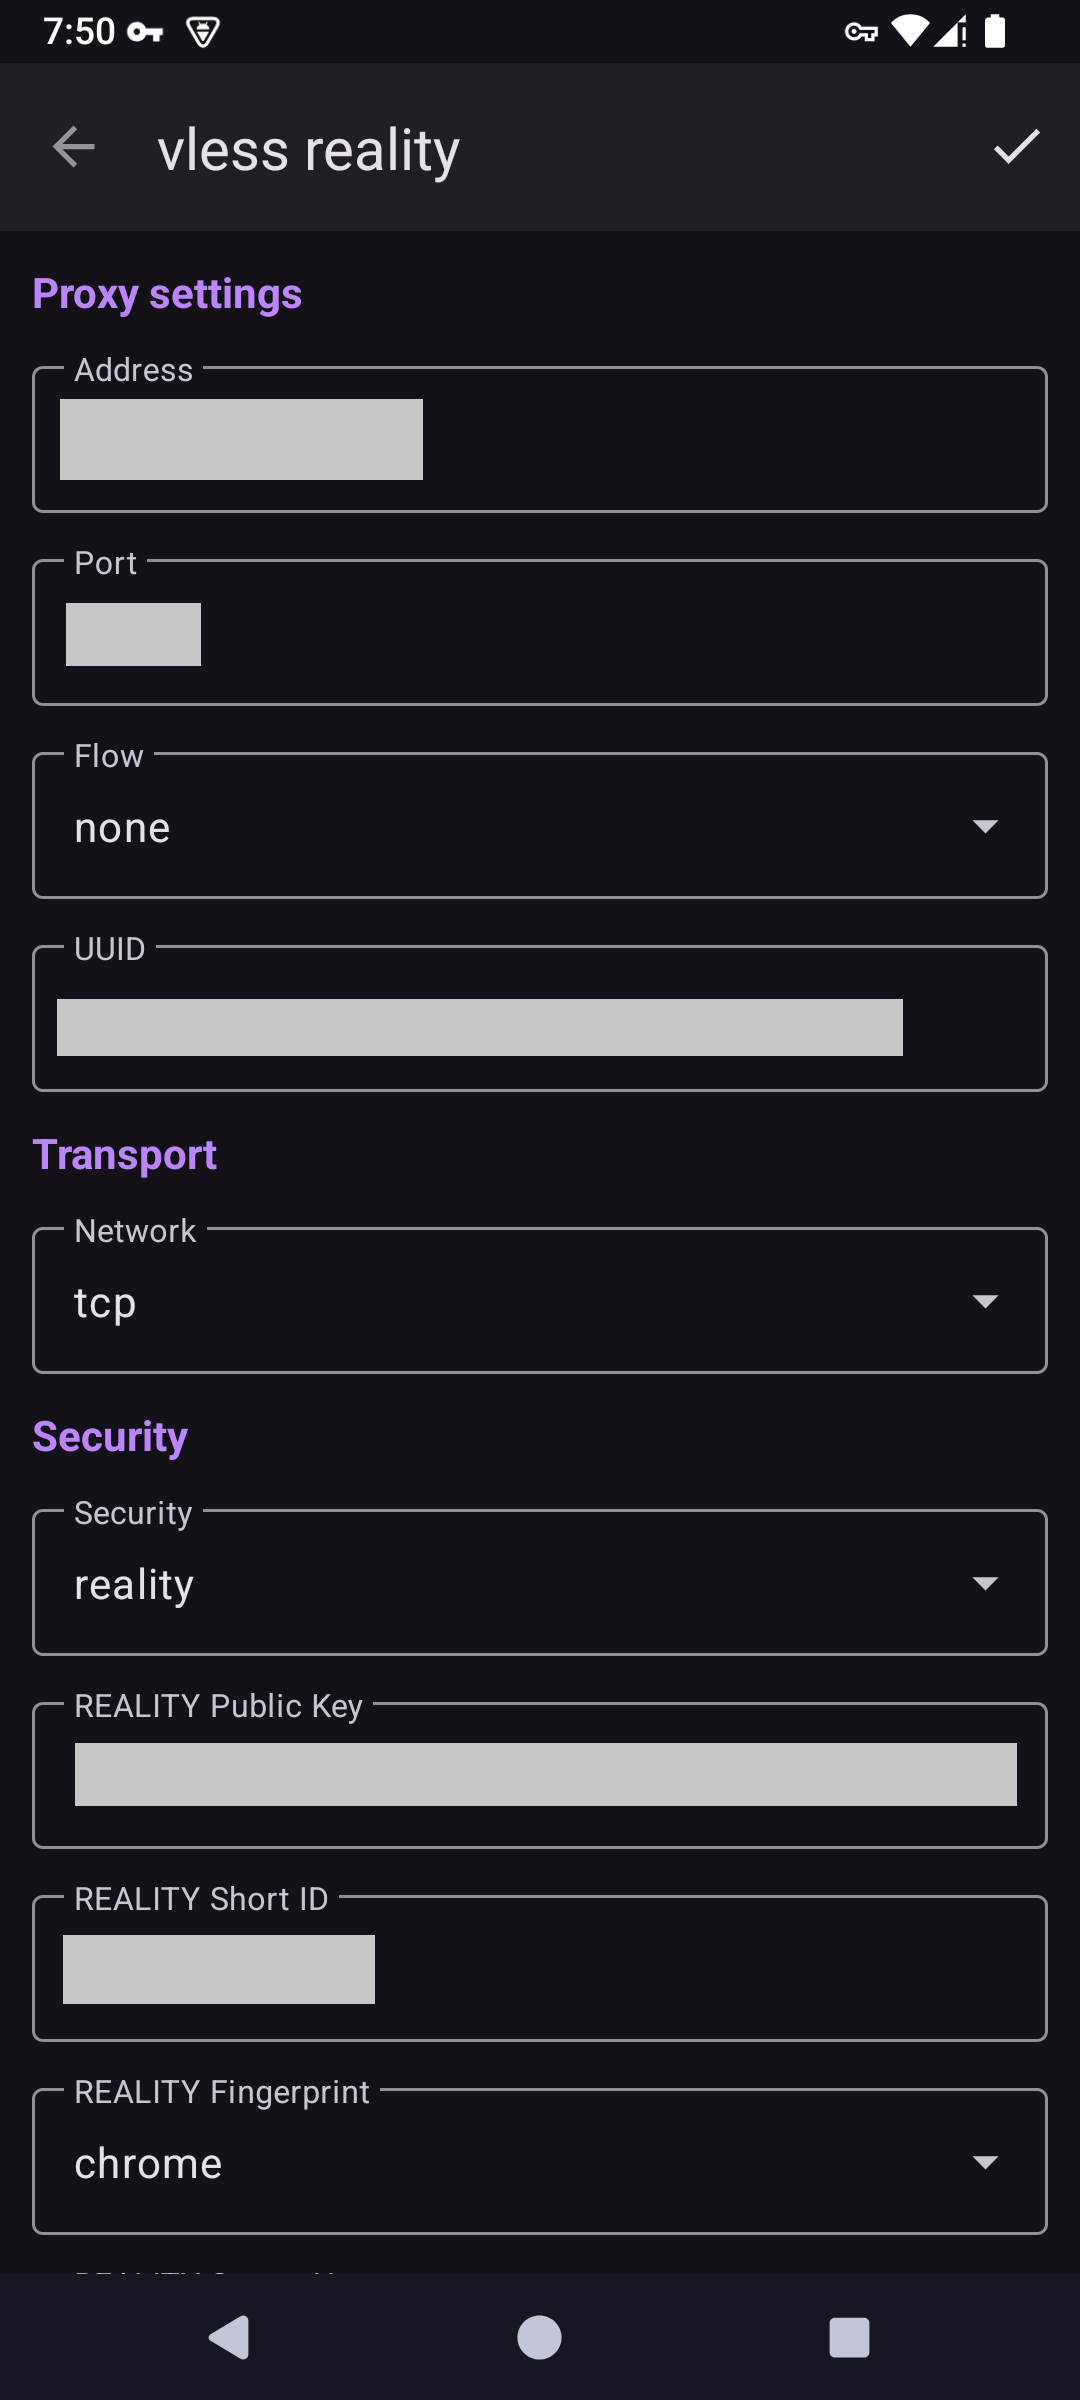 7:50
vless reality
Proxy settings
Address
Port
Flow
none
UUID
Transport
Network
tcp
Security
Security
reality
REALITY Public Key
REALITY Short ID
REALITY Fingerprint
chrome